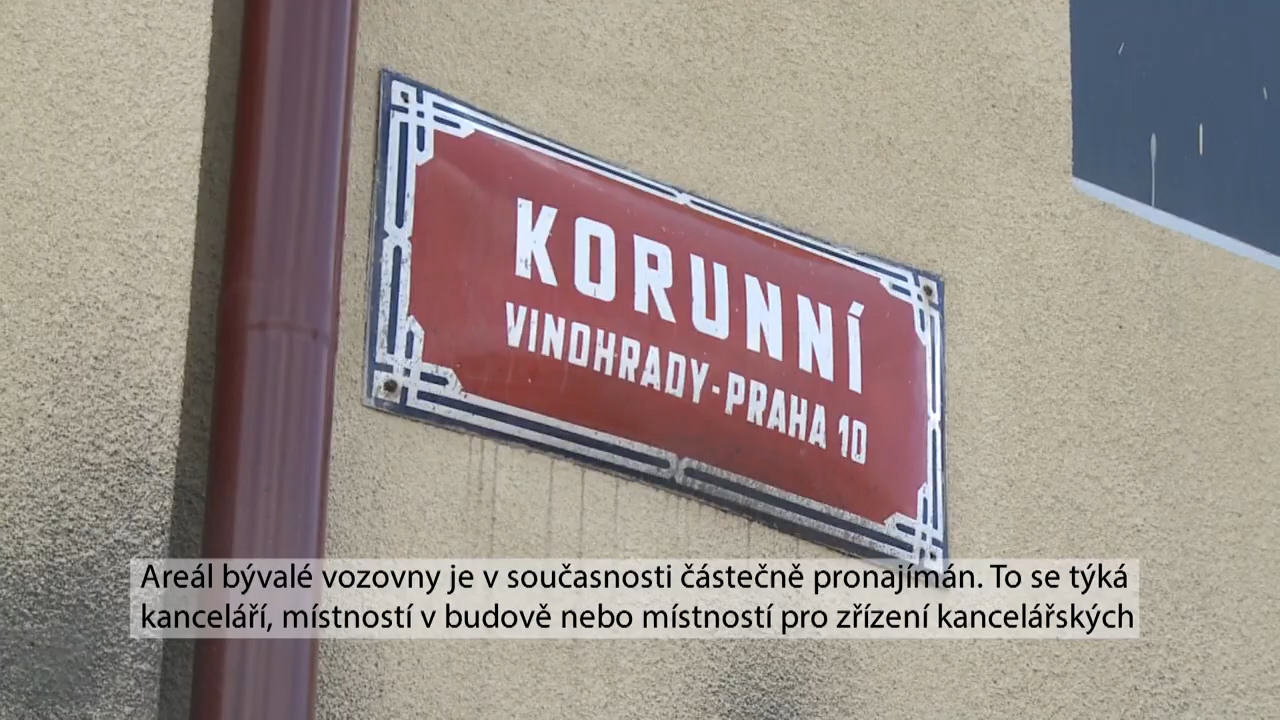 KORUNNÍ
VINOHRADY-PRAHA 10
Areál bývalé vozovny je v současnosti částečně pronajímán. To se týká
kanceláří, místností v budově nebo místností pro zřízení kancelářských